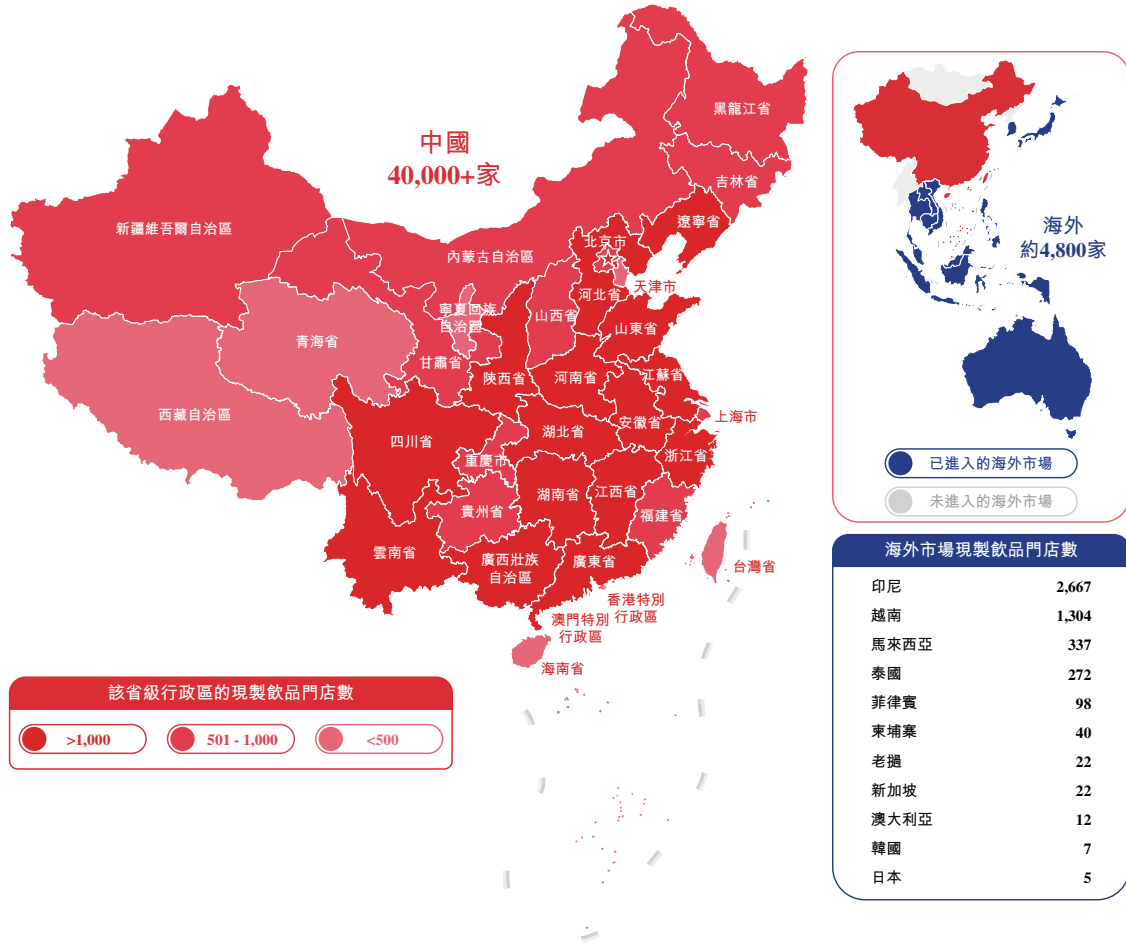 黑龍江省
中國
40,000+家
吉林省
新疆維吾爾自治區
遼寧省
北京市
內蒙古自治區
天津市
河北省
寧夏回族
自治區
山西省
山東省
青海省
甘肅省
陝西省
河南省
江蘇省
西藏自治區
上海市
安徽省
四川省
湖北省
浙江省
重慶市
湖南省
江西省
貴州省
福建省
雲南省
廣西壯族
自治區
廣東省
台灣省
香港特別
行政區
澳門特別
行政區
海南省
該省級行政區的現製飲品門店數
>1,000
501 - 1,000
<500
海外
約4,800家
已進入的海外市場
未進入的海外市場
海外市場現製飲品門店數
印尼 2,667
越南 1,304
馬來西亞 337
泰國 272
菲律賓 98
柬埔寨 40
老撾 22
新加坡 22
澳大利亞 12
韓國 7
日本 5